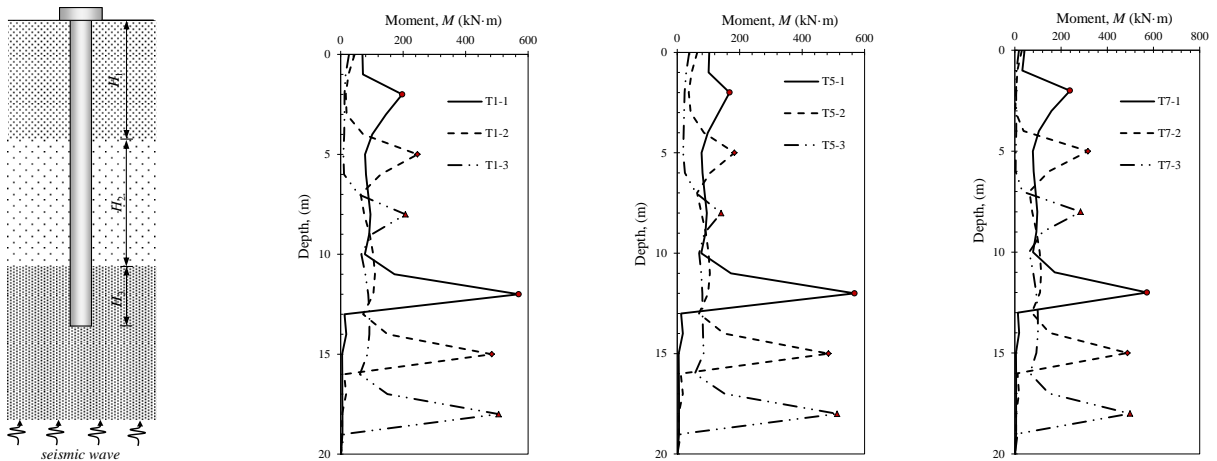 H1
H2
H3
seismic wave
Moment, M (kN·m)
0 200 400 600
0
5
10
15
20
Depth, (m)
T1-1
T1-2
T1-3
Moment, M (kN·m)
0 200 400 600
0
5
10
15
20
Depth, (m)
T5-1
T5-2
T5-3
Moment, M (kN·m)
0 200 400 600 800
0
5
10
15
20
Depth, (m)
T7-1
T7-2
T7-3